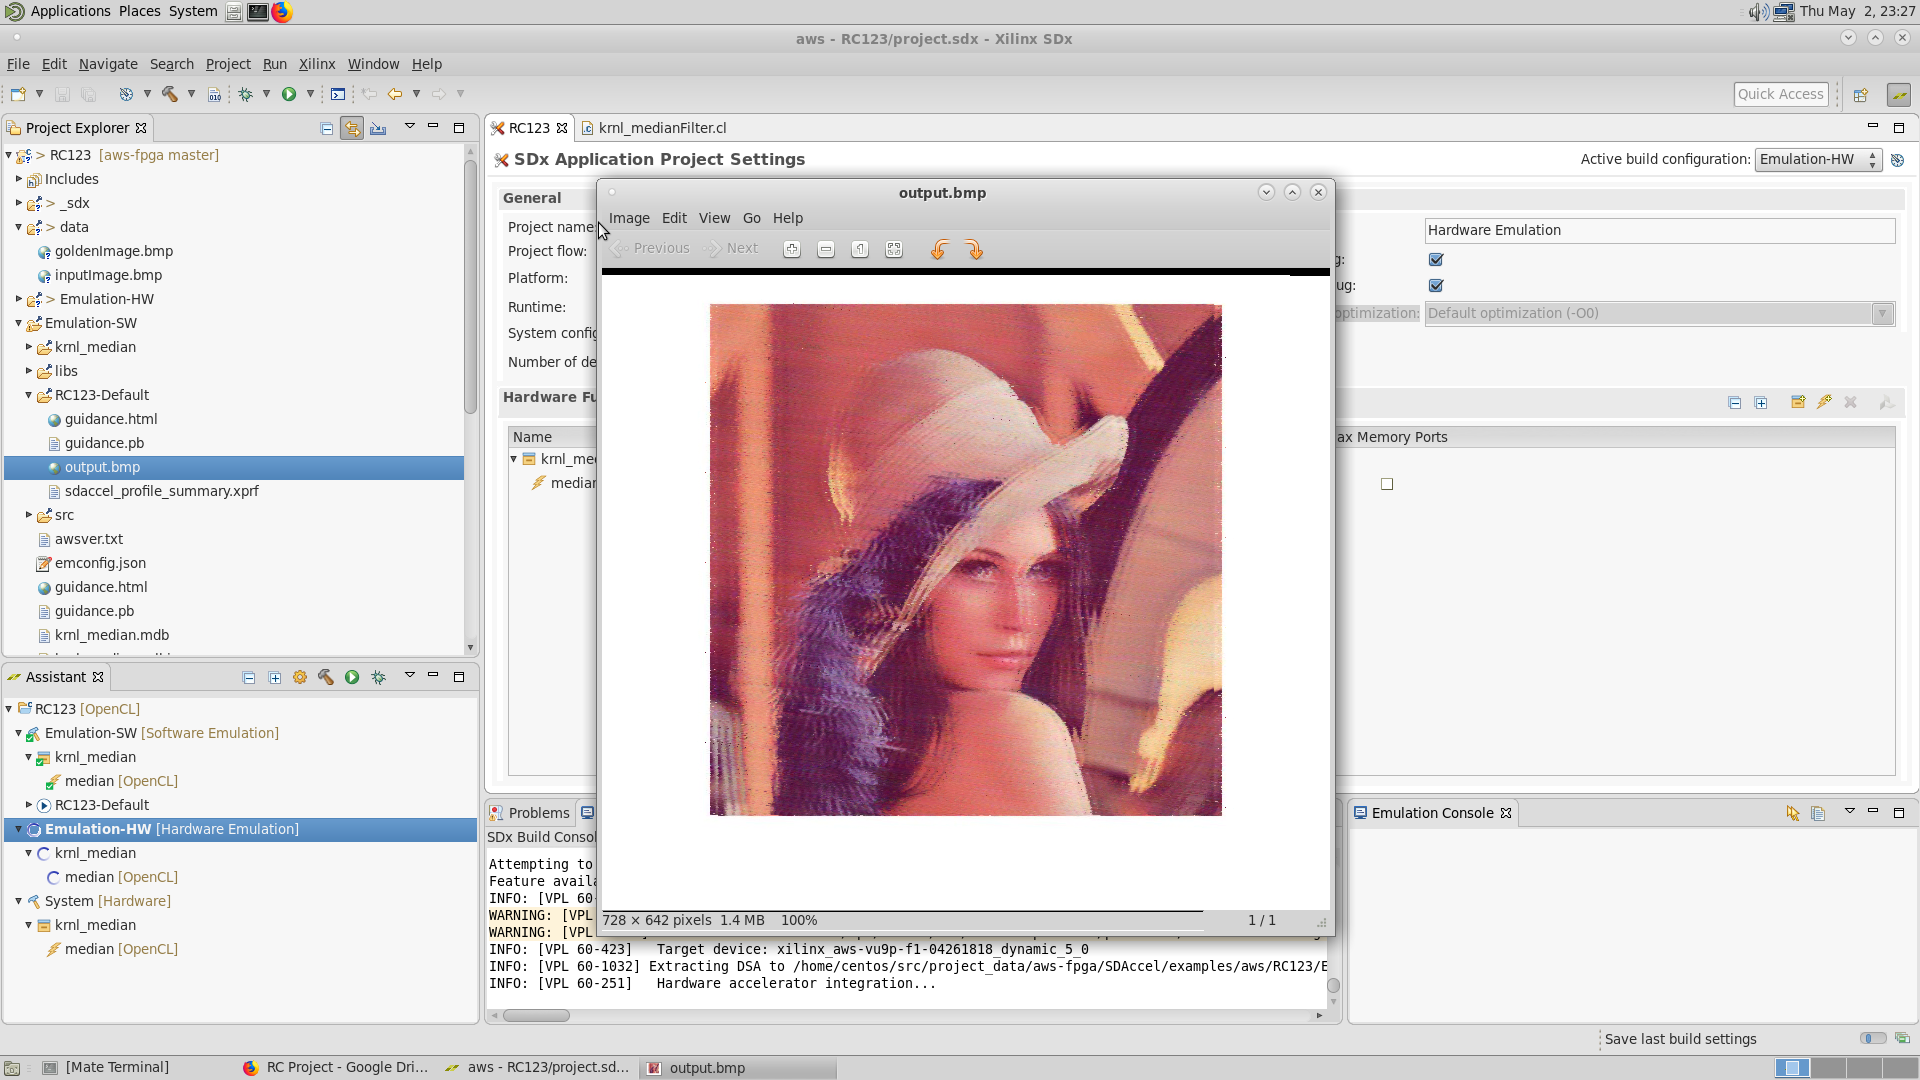 Applications Places System
Thu May 2, 23:27
aws - RC123/project.sdx - Xilinx SDx
File Edit Navigate Search Project Run Xilinx Window Help
Quick Access
Project Explorer
> RC123 [aws-fpga master]
Includes
> _sdx
> data
goldenImage.bmp
inputImage.bmp
> Emulation-HW
Emulation-SW
krnl_median
libs
RC123-Default
guidance.html
guidance.pb
output.bmp
sdaccel_profile_summary.xprf
src
awsver.txt
emconfig.json
guidance.html
guidance.pb
krnl_median.mdb
Assistant
RC123 [OpenCL]
Emulation-SW [Software Emulation]
krnl_median
median [OpenCL]
RC123-Default
Emulation-HW [Hardware Emulation]
krnl_median
median [OpenCL]
System [Hardware]
krnl_median
median [OpenCL]
RC123 krnl_medianFilter.cl
SDx Application Project Settings
Active build configuration: Emulation-HW
General
Project name:
Project flow:
Platform:
Runtime:
System config
Number of de
Hardware Emulation
g:
ug:
optimization: Default optimization (-O0)
Hardware Fu
Name
ax Memory Ports
krnl_me
median
output.bmp
Image Edit View Go Help
Previous Next
728 × 642 pixels 1.4 MB 100%
1 / 1
Problems
SDx Build Consol
Attempting to
Feature availa
INFO: [VPL 60-
WARNING: [VPL
WARNING: [VPL
INFO: [VPL 60-423] Target device: xilinx_aws-vu9p-f1-04261818_dynamic_5_0
INFO: [VPL 60-1032] Extracting DSA to /home/centos/src/project_data/aws-fpga/SDAccel/examples/aws/RC123/E
INFO: [VPL 60-251] Hardware accelerator integration...
Emulation Console
Save last build settings
[Mate Terminal]
RC Project - Google Dri...
aws - RC123/project.sd...
output.bmp